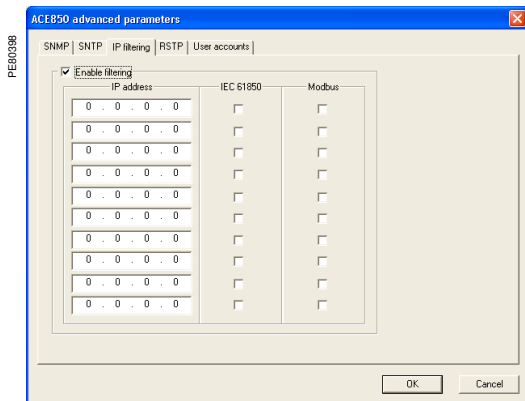 ACE850 advanced parameters
PE80398
SNMP SNTP IP filtering RSTP User accounts
Enable filtering
IP address IEC 61850 Modbus
0 . 0 . 0 . 0
0 . 0 . 0 . 0
0 . 0 . 0 . 0
0 . 0 . 0 . 0
0 . 0 . 0 . 0
0 . 0 . 0 . 0
0 . 0 . 0 . 0
0 . 0 . 0 . 0
0 . 0 . 0 . 0
0 . 0 . 0 . 0
OK Cancel